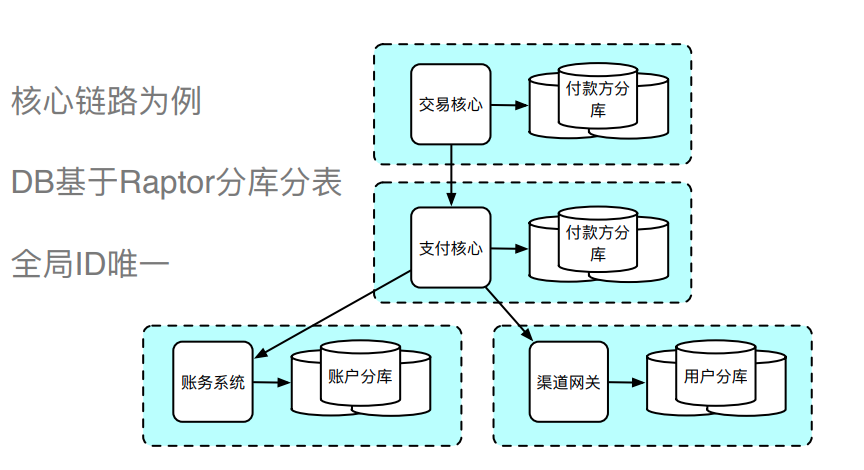 核心链路为例
DB基于Raptor分库分表
全局ID唯一
交易核心
付款方分
库
支付核心
付款方分
库
账务系统
账户分库
渠道网关
用户分库